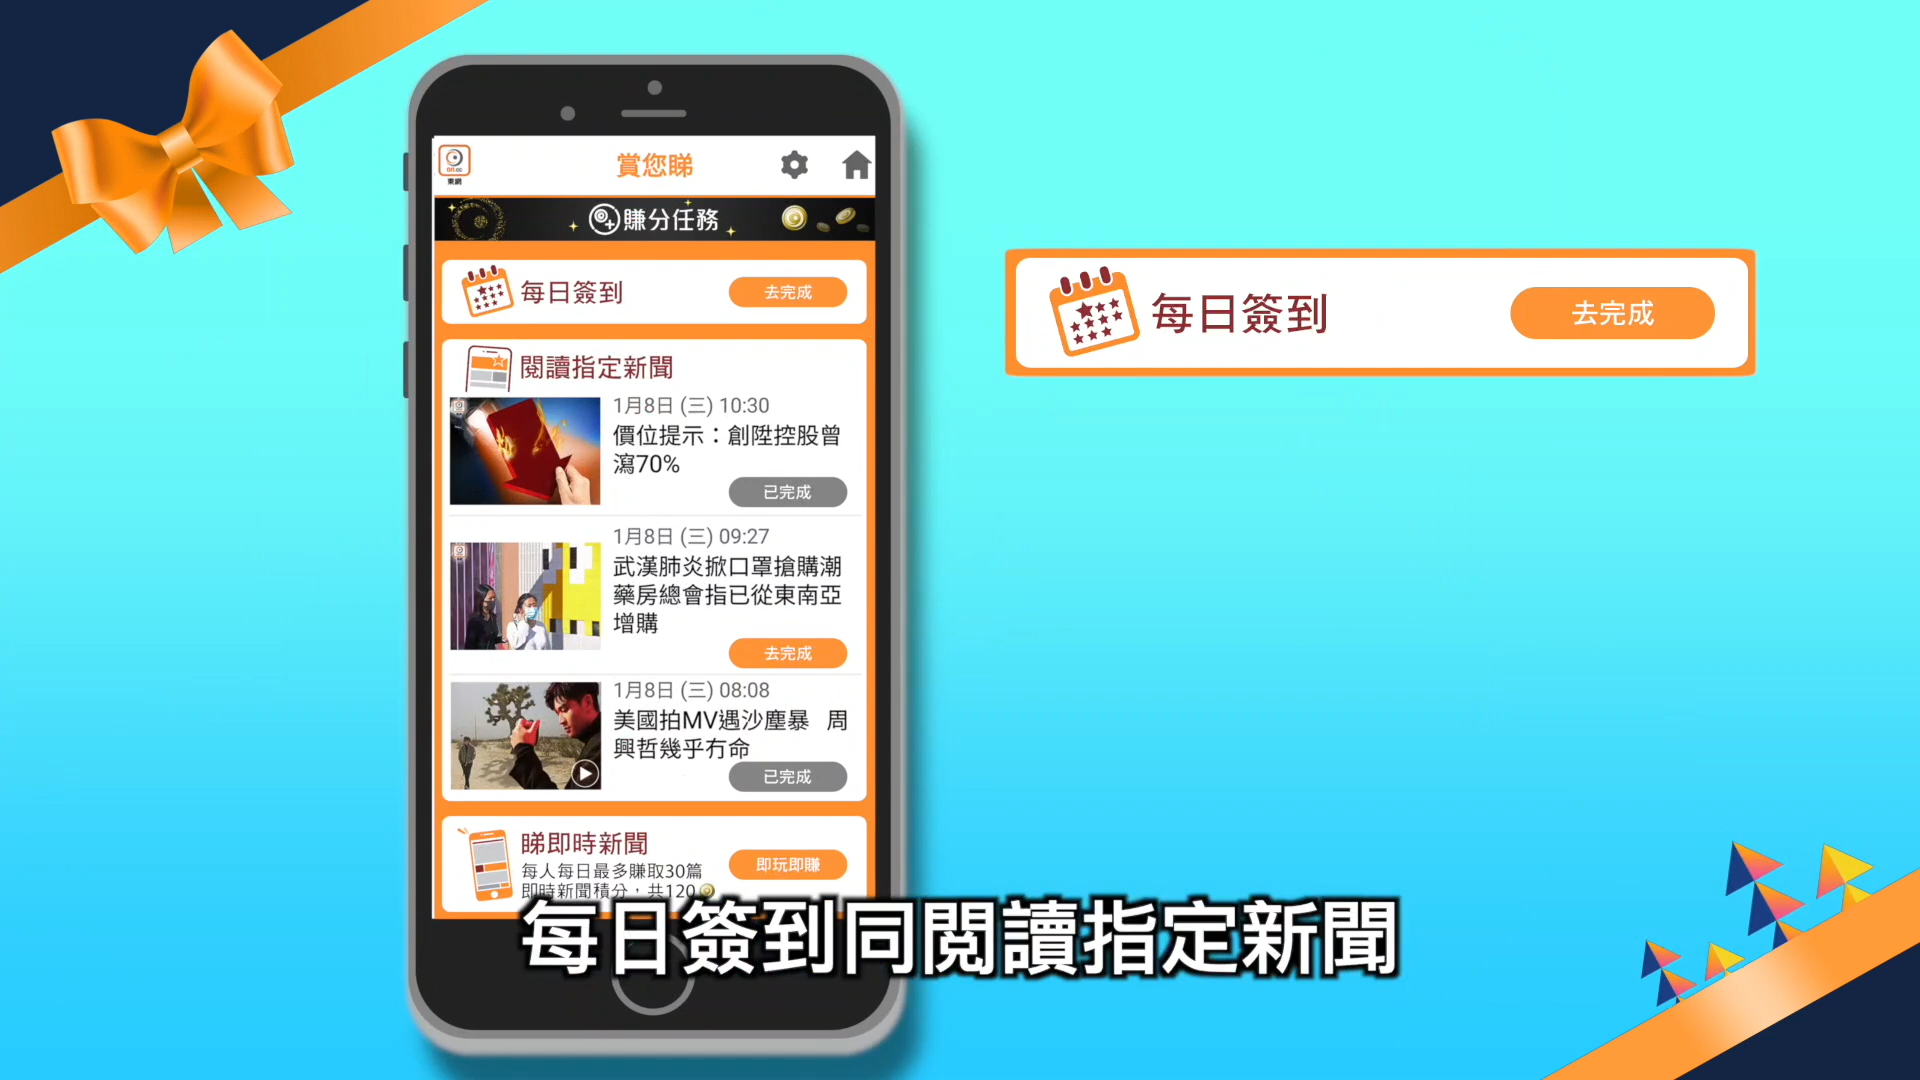 on.cc
東網
賞您睇
賺分任務
每日簽到
去完成
閱讀指定新聞
1月8日 (三) 10:30
價位提示：創陞控股曾
瀉70%
已完成
1月8日 (三) 09:27
武漢肺炎掀口罩搶購潮
藥房總會指已從東南亞
增購
去完成
1月8日 (三) 08:08
美國拍MV遇沙塵暴 周
興哲幾乎冇命
已完成
睇即時新聞
每人每日最多賺取30篇
即時新聞積分，共120
即玩即賺
每日簽到
去完成
每日簽到同閱讀指定新聞